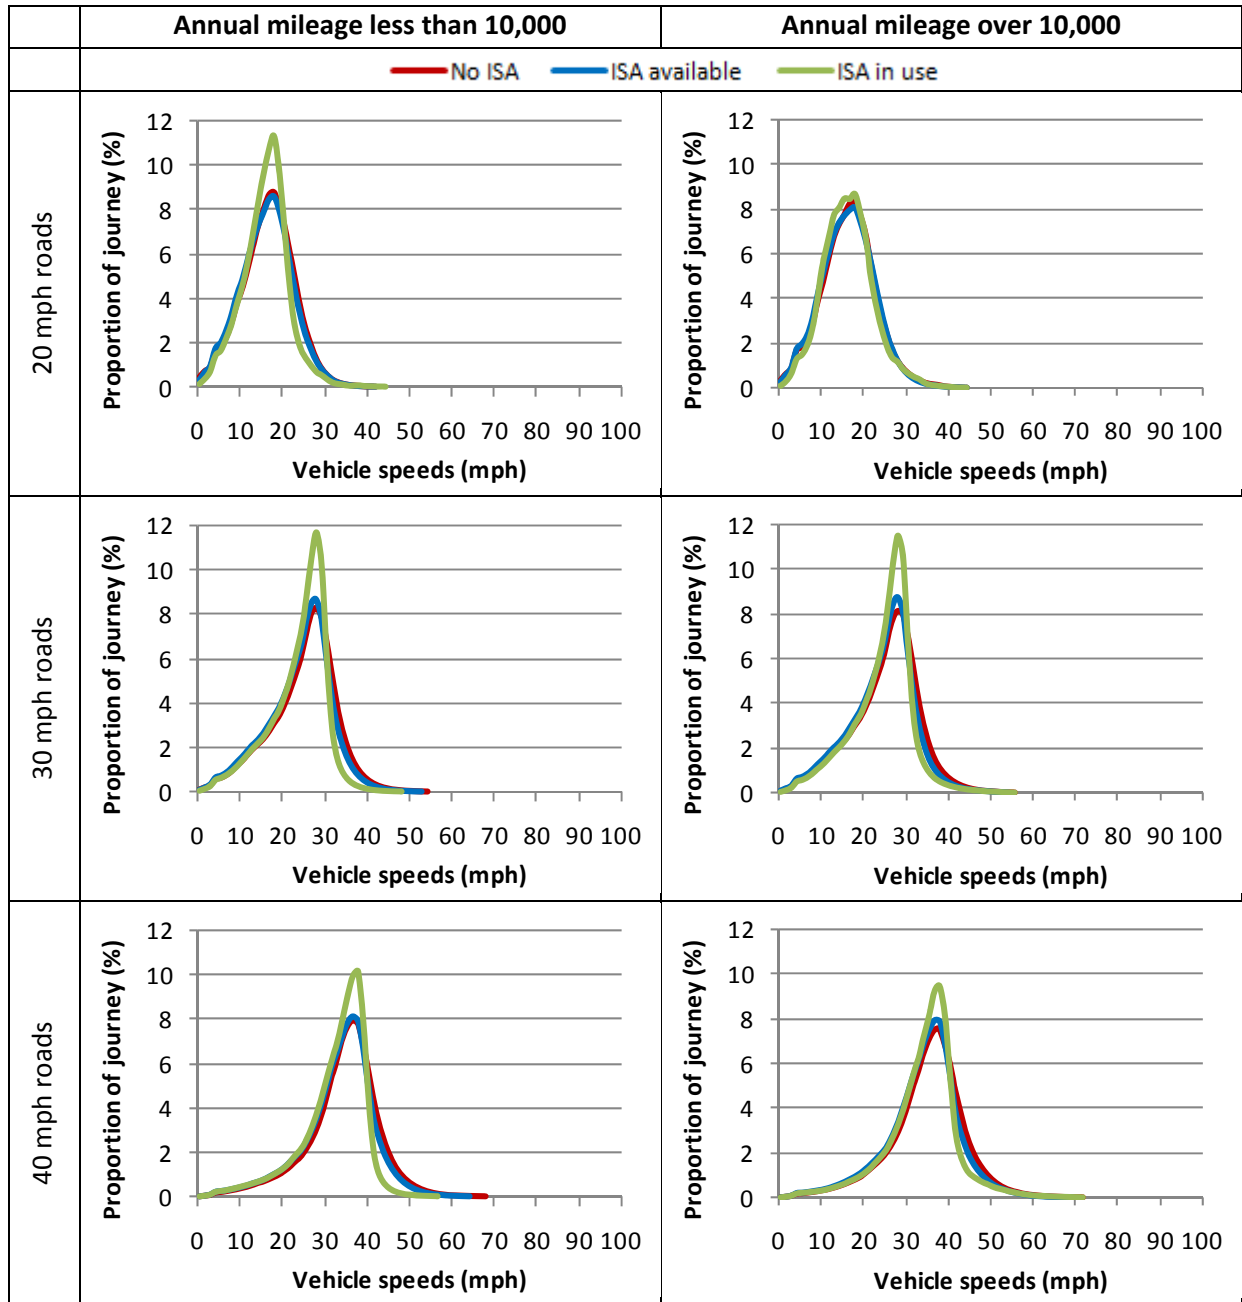 Annual mileage less than 10,000
Annual mileage over 10,000
No ISA
ISA available
ISA in use
20 mph roads
Proportion of journey (%)
12
10
8
6
4
2
0
0 10 20 30 40 50 60 70 80 90 100
Vehicle speeds (mph)
Proportion of journey (%)
12
10
8
6
4
2
0
0 10 20 30 40 50 60 70 80 90 100
Vehicle speeds (mph)
30 mph roads
Proportion of journey (%)
12
10
8
6
4
2
0
0 10 20 30 40 50 60 70 80 90 100
Vehicle speeds (mph)
Proportion of journey (%)
12
10
8
6
4
2
0
0 10 20 30 40 50 60 70 80 90 100
Vehicle speeds (mph)
40 mph roads
Proportion of journey (%)
12
10
8
6
4
2
0
0 10 20 30 40 50 60 70 80 90 100
Vehicle speeds (mph)
Proportion of journey (%)
12
10
8
6
4
2
0
0 10 20 30 40 50 60 70 80 90 100
Vehicle speeds (mph)